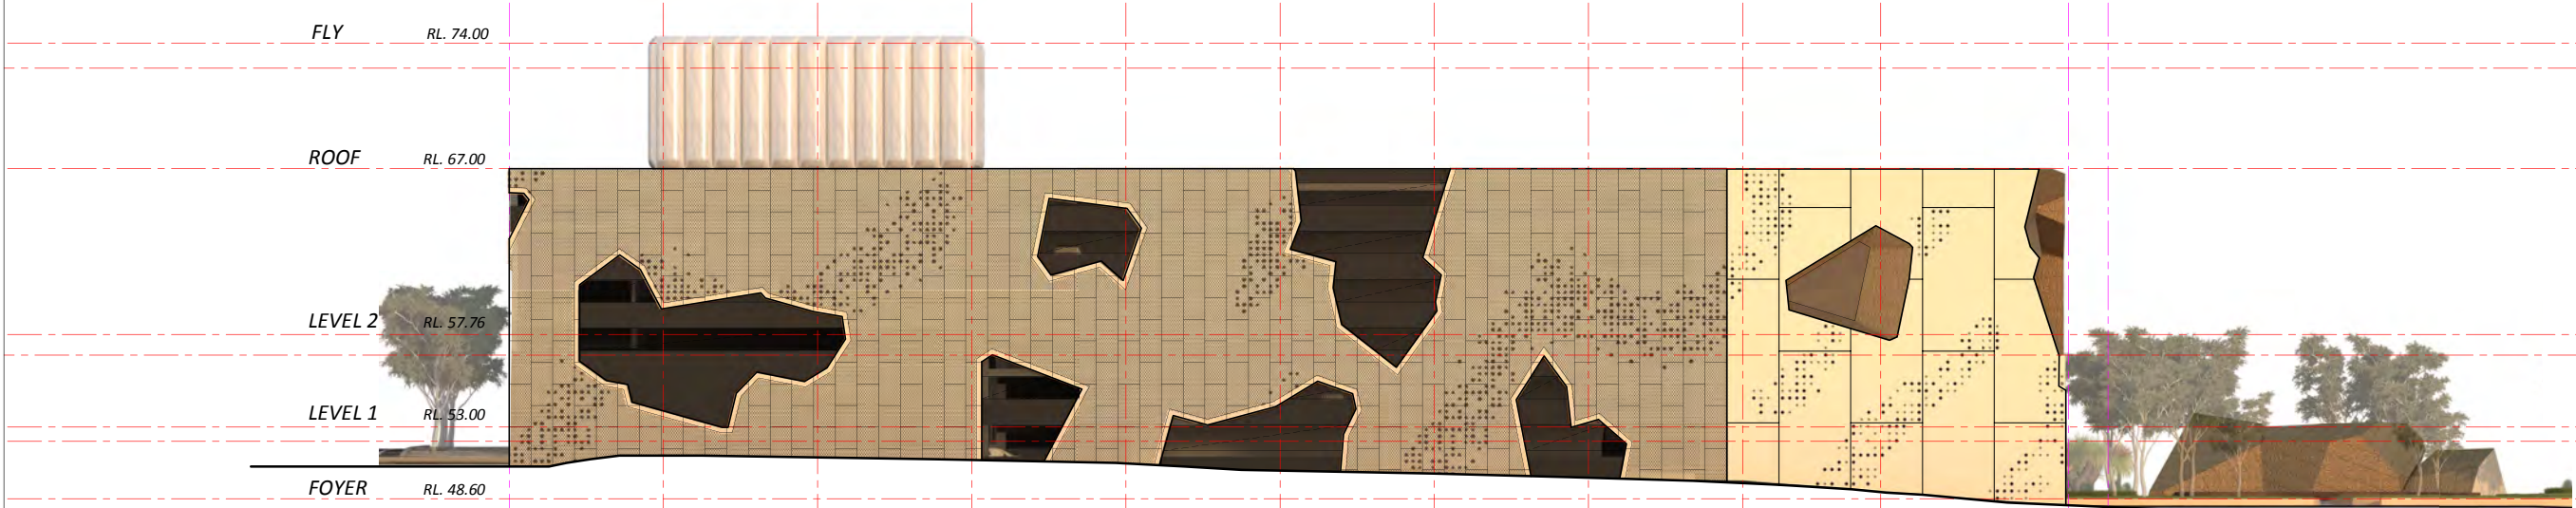 FLY RL. 74.00
ROOF RL. 67.00
LEVEL 2 RL. 57.76
LEVEL 1 RL. 53.00
FOYER RL. 48.60